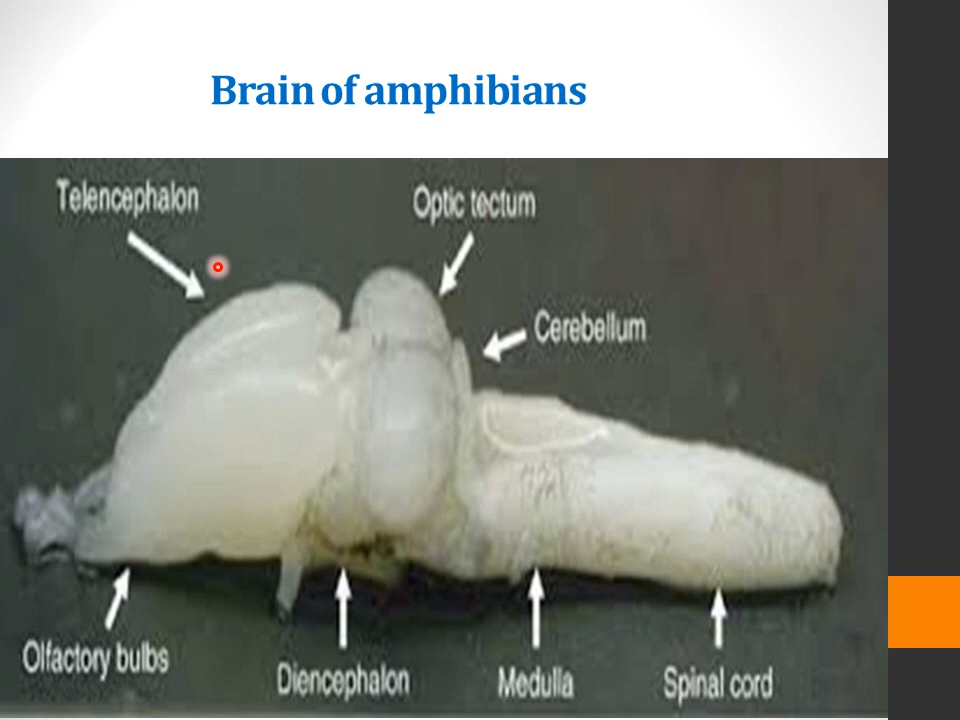 Brain of amphibians
Telencephalon
Optic tectum
Cerebellum
Olfactory bulbs
Diencephalon
Medulla
Spinal cord